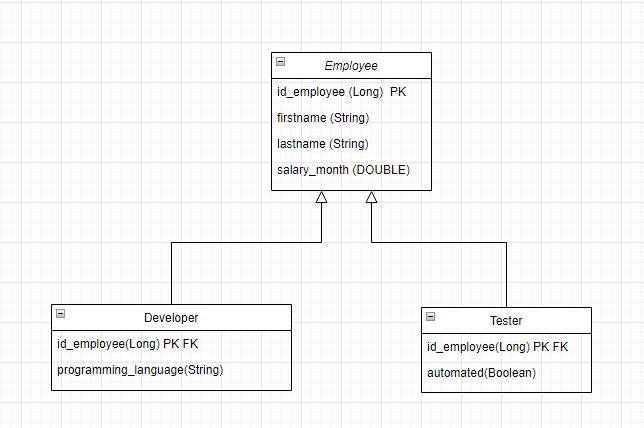 Employee
id_employee (Long) PK
firstname (String)
lastname (String)
salary_month (DOUBLE)
Developer
id_employee(Long) PK FK
programming_language(String)
Tester
id_employee(Long) PK FK
automated(Boolean)